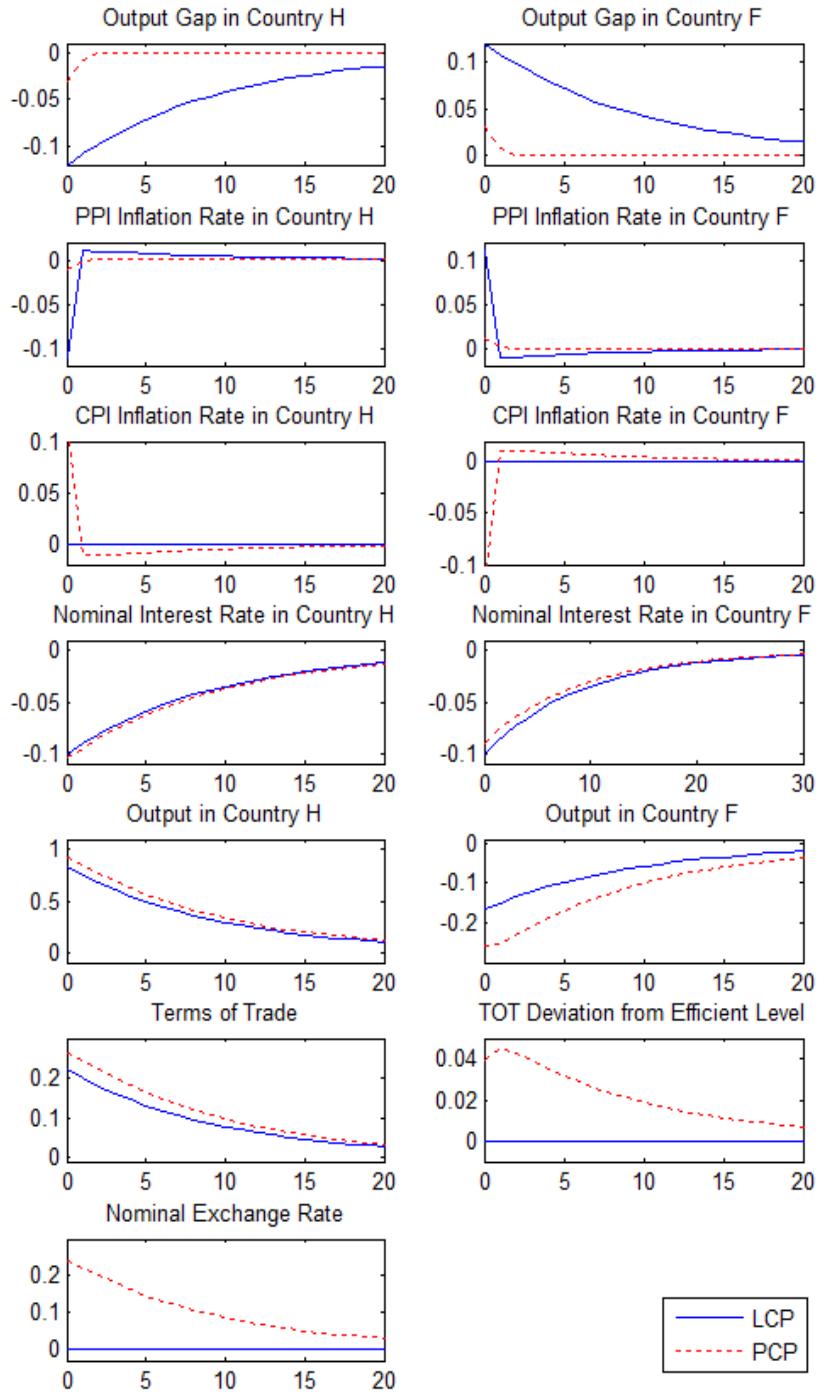 Output Gap in Country H
0
-0.05
-0.1
0 5 10 15 20
Output Gap in Country F
0.1
0.05
0
0 5 10 15 20
PPI Inflation Rate in Country H
0
-0.05
-0.1
0 5 10 15 20
PPI Inflation Rate in Country F
0.1
0.05
0
0 5 10 15 20
CPI Inflation Rate in Country H
0.1
0.05
0
0 5 10 15 20
CPI Inflation Rate in Country F
0
-0.05
-0.1
0 5 10 15 20
Nominal Interest Rate in Country H
0
-0.05
-0.1
0 5 10 15 20
Nominal Interest Rate in Country F
0
-0.05
-0.1
0 10 20 30
Output in Country H
1
0.5
0
0 5 10 15 20
Output in Country F
0
-0.1
-0.2
0 5 10 15 20
Terms of Trade
0.2
0.1
0
0 5 10 15 20
TOT Deviation from Efficient Level
0.04
0.02
0
0 5 10 15 20
Nominal Exchange Rate
0.2
0.1
0
0 5 10 15 20
LCP
PCP